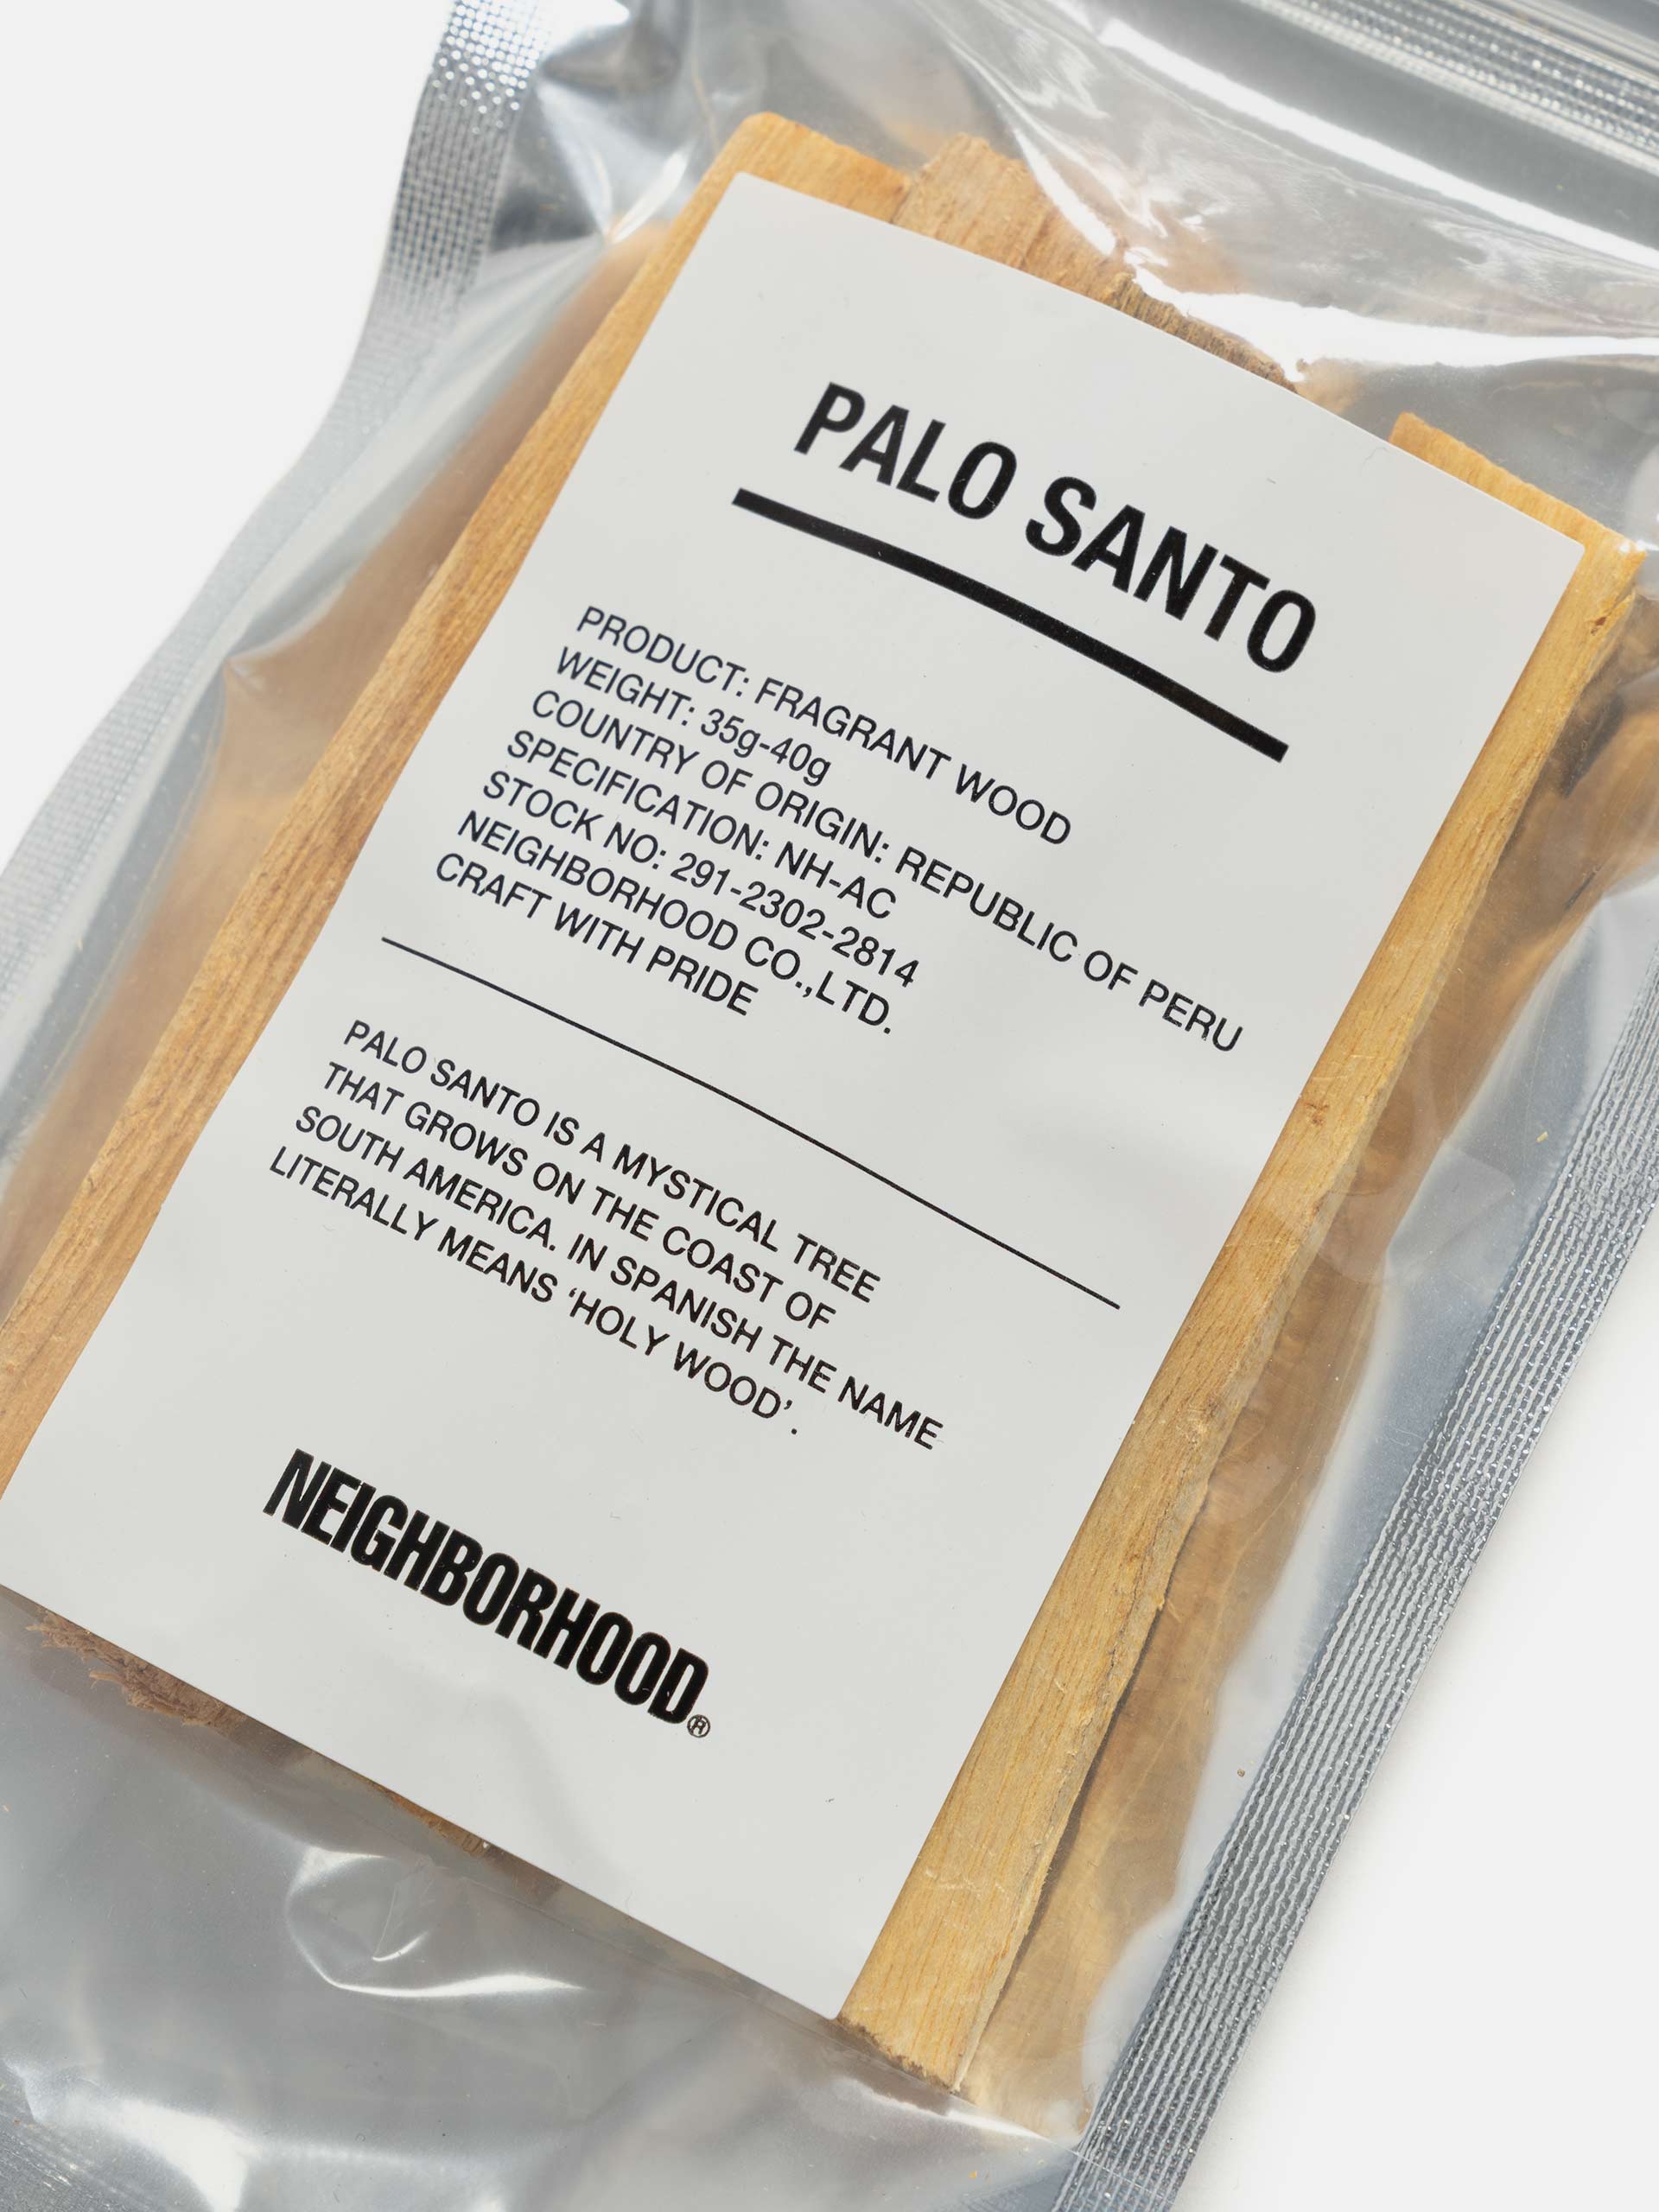 PALO SANTO
PRODUCT: FRAGRANT WOOD
WEIGHT: 35g-40g
COUNTRY OF ORIGIN: REPUBLIC OF PERU
SPECIFICATION: NH-AC
STOCK NO: 291-2302-2814
NEIGHBORHOOD CO.,LTD.
CRAFT WITH PRIDE
PALO SANTO IS A MYSTICAL TREE
THAT GROWS ON THE COAST OF
SOUTH AMERICA. IN SPANISH THE NAME
LITERALLY MEANS ‘HOLY WOOD’.
NEIGHBORHOOD®